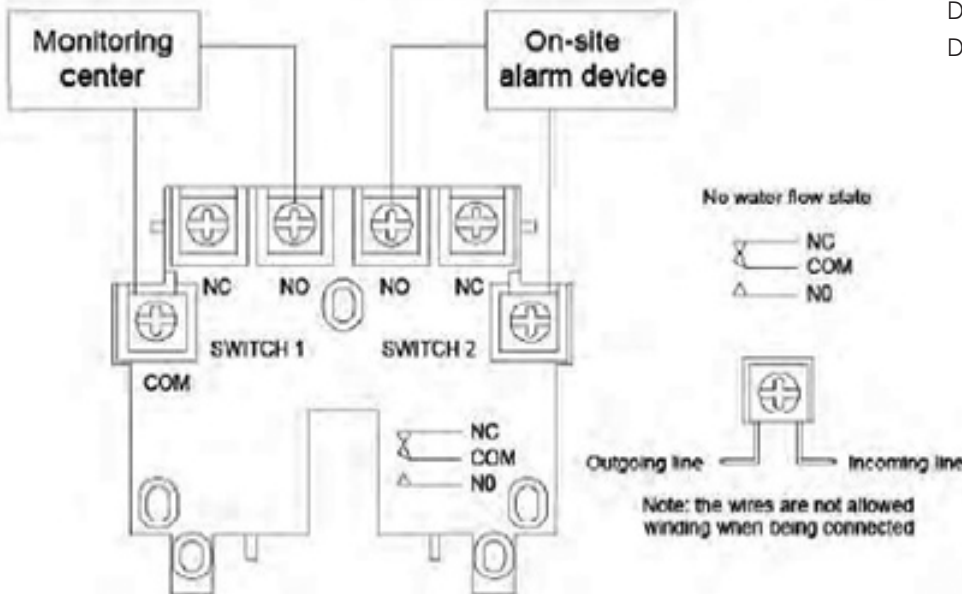 D
D
Monitoring
center
On-site
alarm device
No water flow state
NC
COM
N0
NC
NO
NO
NC
SWITCH 1
SWITCH 2
COM
NC
COM
N0
Outgoing line
Incoming line
Note: the wires are not allowed
winding when being connected